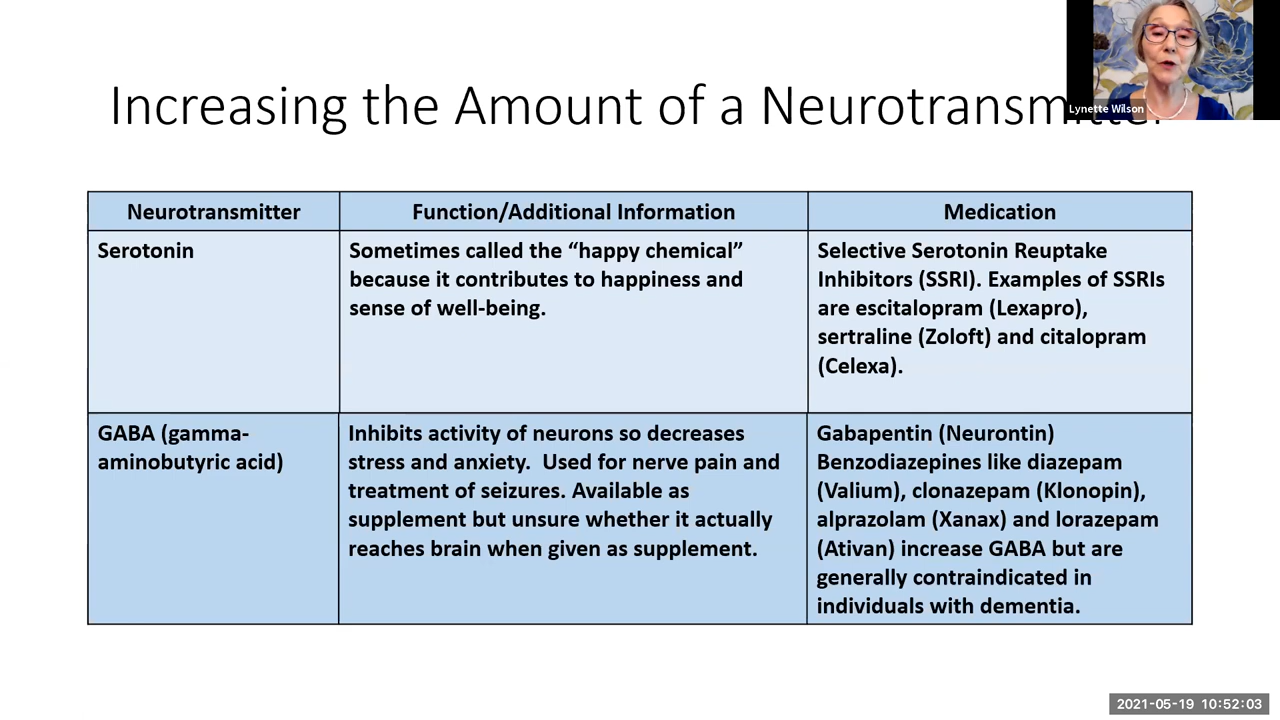 Increasing the Amount of a Neurotransmitter
Lynette Wilson
Neurotransmitter
Function/Additional Information
Medication
Serotonin
Sometimes called the “happy chemical”
because it contributes to happiness and
sense of well-being.
Selective Serotonin Reuptake
Inhibitors (SSRI). Examples of SSRIs
are escitalopram (Lexapro),
sertraline (Zoloft) and citalopram
(Celexa).
GABA (gamma-
aminobutyric acid)
Inhibits activity of neurons so decreases
stress and anxiety.  Used for nerve pain and
treatment of seizures. Available as
supplement but unsure whether it actually
reaches brain when given as supplement.
Gabapentin (Neurontin)
Benzodiazepines like diazepam
(Valium), clonazepam (Klonopin),
alprazolam (Xanax) and lorazepam
(Ativan) increase GABA but are
generally contraindicated in
individuals with dementia.
2021-05-19 10:52:03